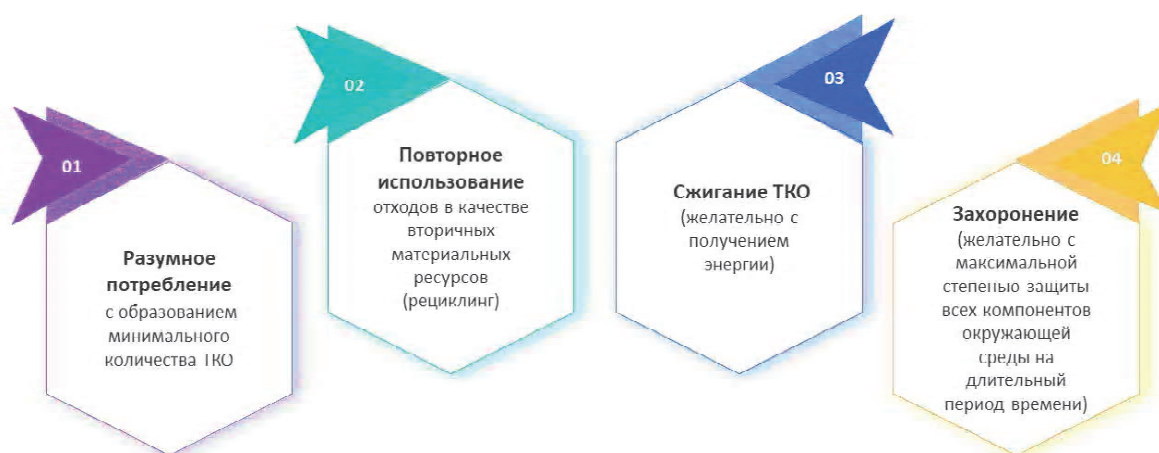 01
Разумное
потребление
с образованием
минимального
количества ТКО
02
Повторное
использование
отходов в качестве
вторичных
материальных
ресурсов
(рециклинг)
03
Сжигание ТКО
(желательно с
получением
энергии)
04
Захоронение
(желательно с
максимальной
степенью защиты
всех компонентов
окружающей
среды на
длительный
период времени)